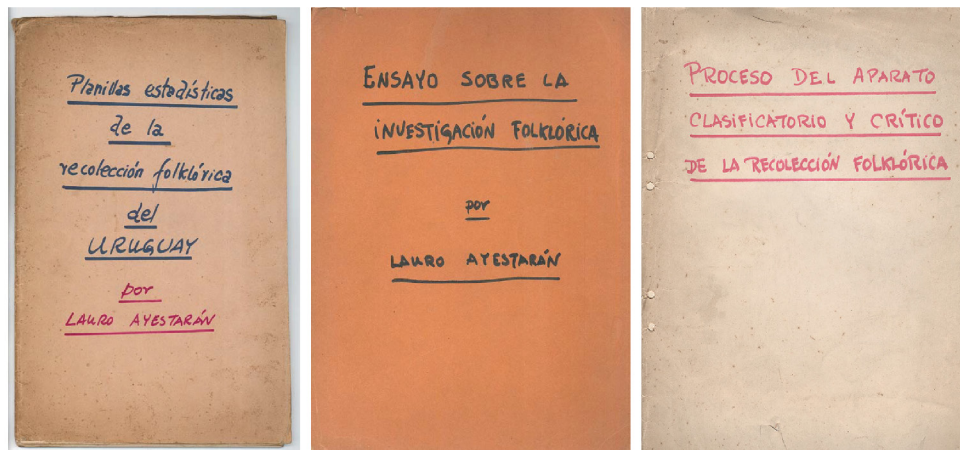 Planillas estadísticas
de la
recolección folklórica
del
URUGUAY
por
LAURO AYESTARÁN
ENSAYO SOBRE LA
INVESTIGACIÓN FOLKLÓRICA
por
LAURO AYESTARÁN
PROCESO DEL APARATO
CLASIFICATORIO Y CRÍTICO
DE LA RECOLECCIÓN FOLKLÓRICA